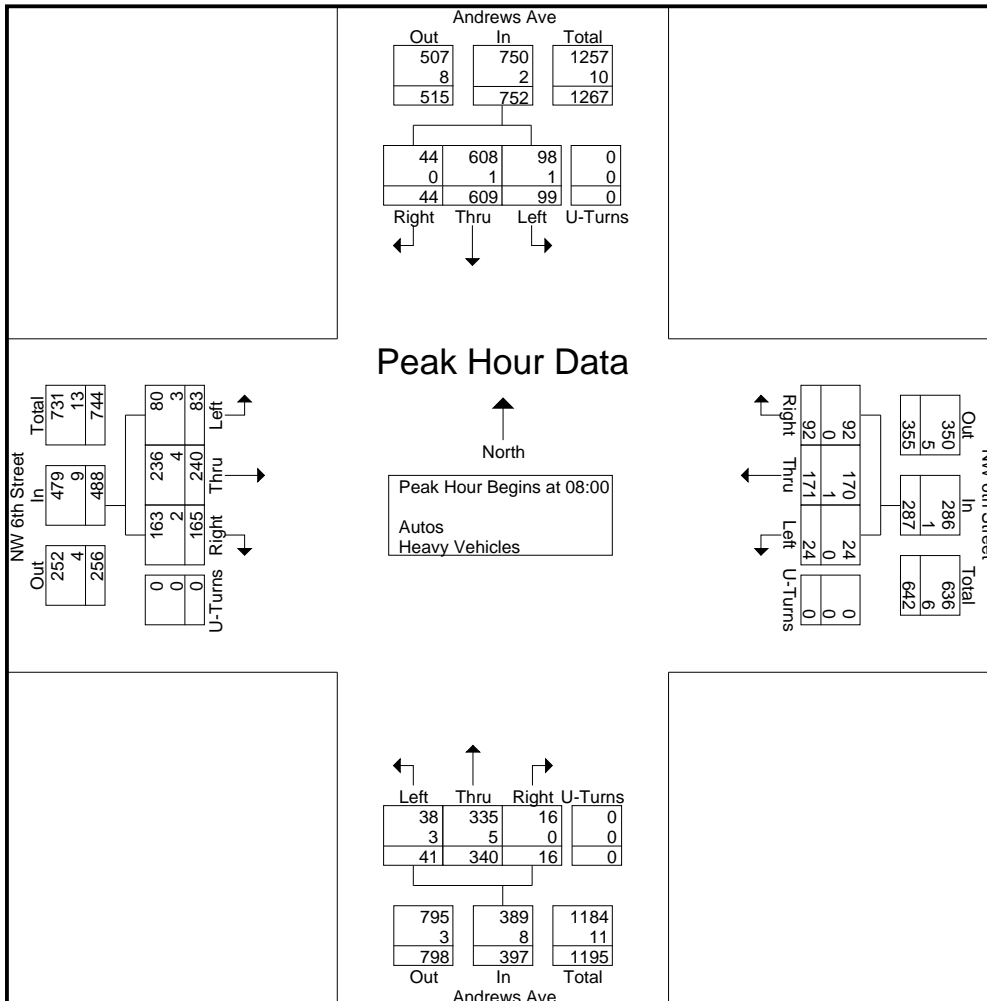 Andrews Ave
Out In Total
507 750 1257
8 2 10
515 752 1267
44 608 98 0
0 1 1 0
44 609 99 0
Right Thru Left U-Turns
Peak Hour Data
North
Peak Hour Begins at 08:00
Autos
Heavy Vehicles
NW 6th Street
Out In Total
252 479 731
4 9 13
256 488 744
U-Turns Right Thru Left
0 163 236 80
0 2 4 3
0 165 240 83
NW 6th Street
Out In Total
350 286 636
5 1 6
355 287 642
Right Thru Left U-Turns
92 170 24 0
0 1 0 0
92 171 24 0
Left Thru Right U-Turns
38 335 16 0
3 5 0 0
41 340 16 0
795 389 1184
3 8 11
798 397 1195
Out In Total
Andrews Ave